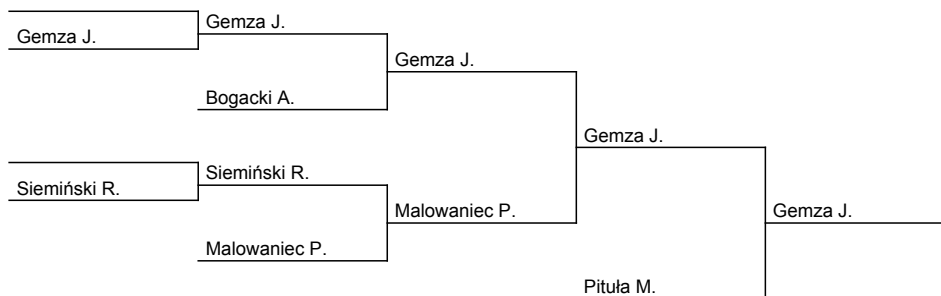 Gemza J.
Gemza J.
Gemza J.
Bogacki A.
Gemza J.
Siemiński R.
Siemiński R.
Malowaniec P.
Gemza J.
Malowaniec P.
Pituła M.